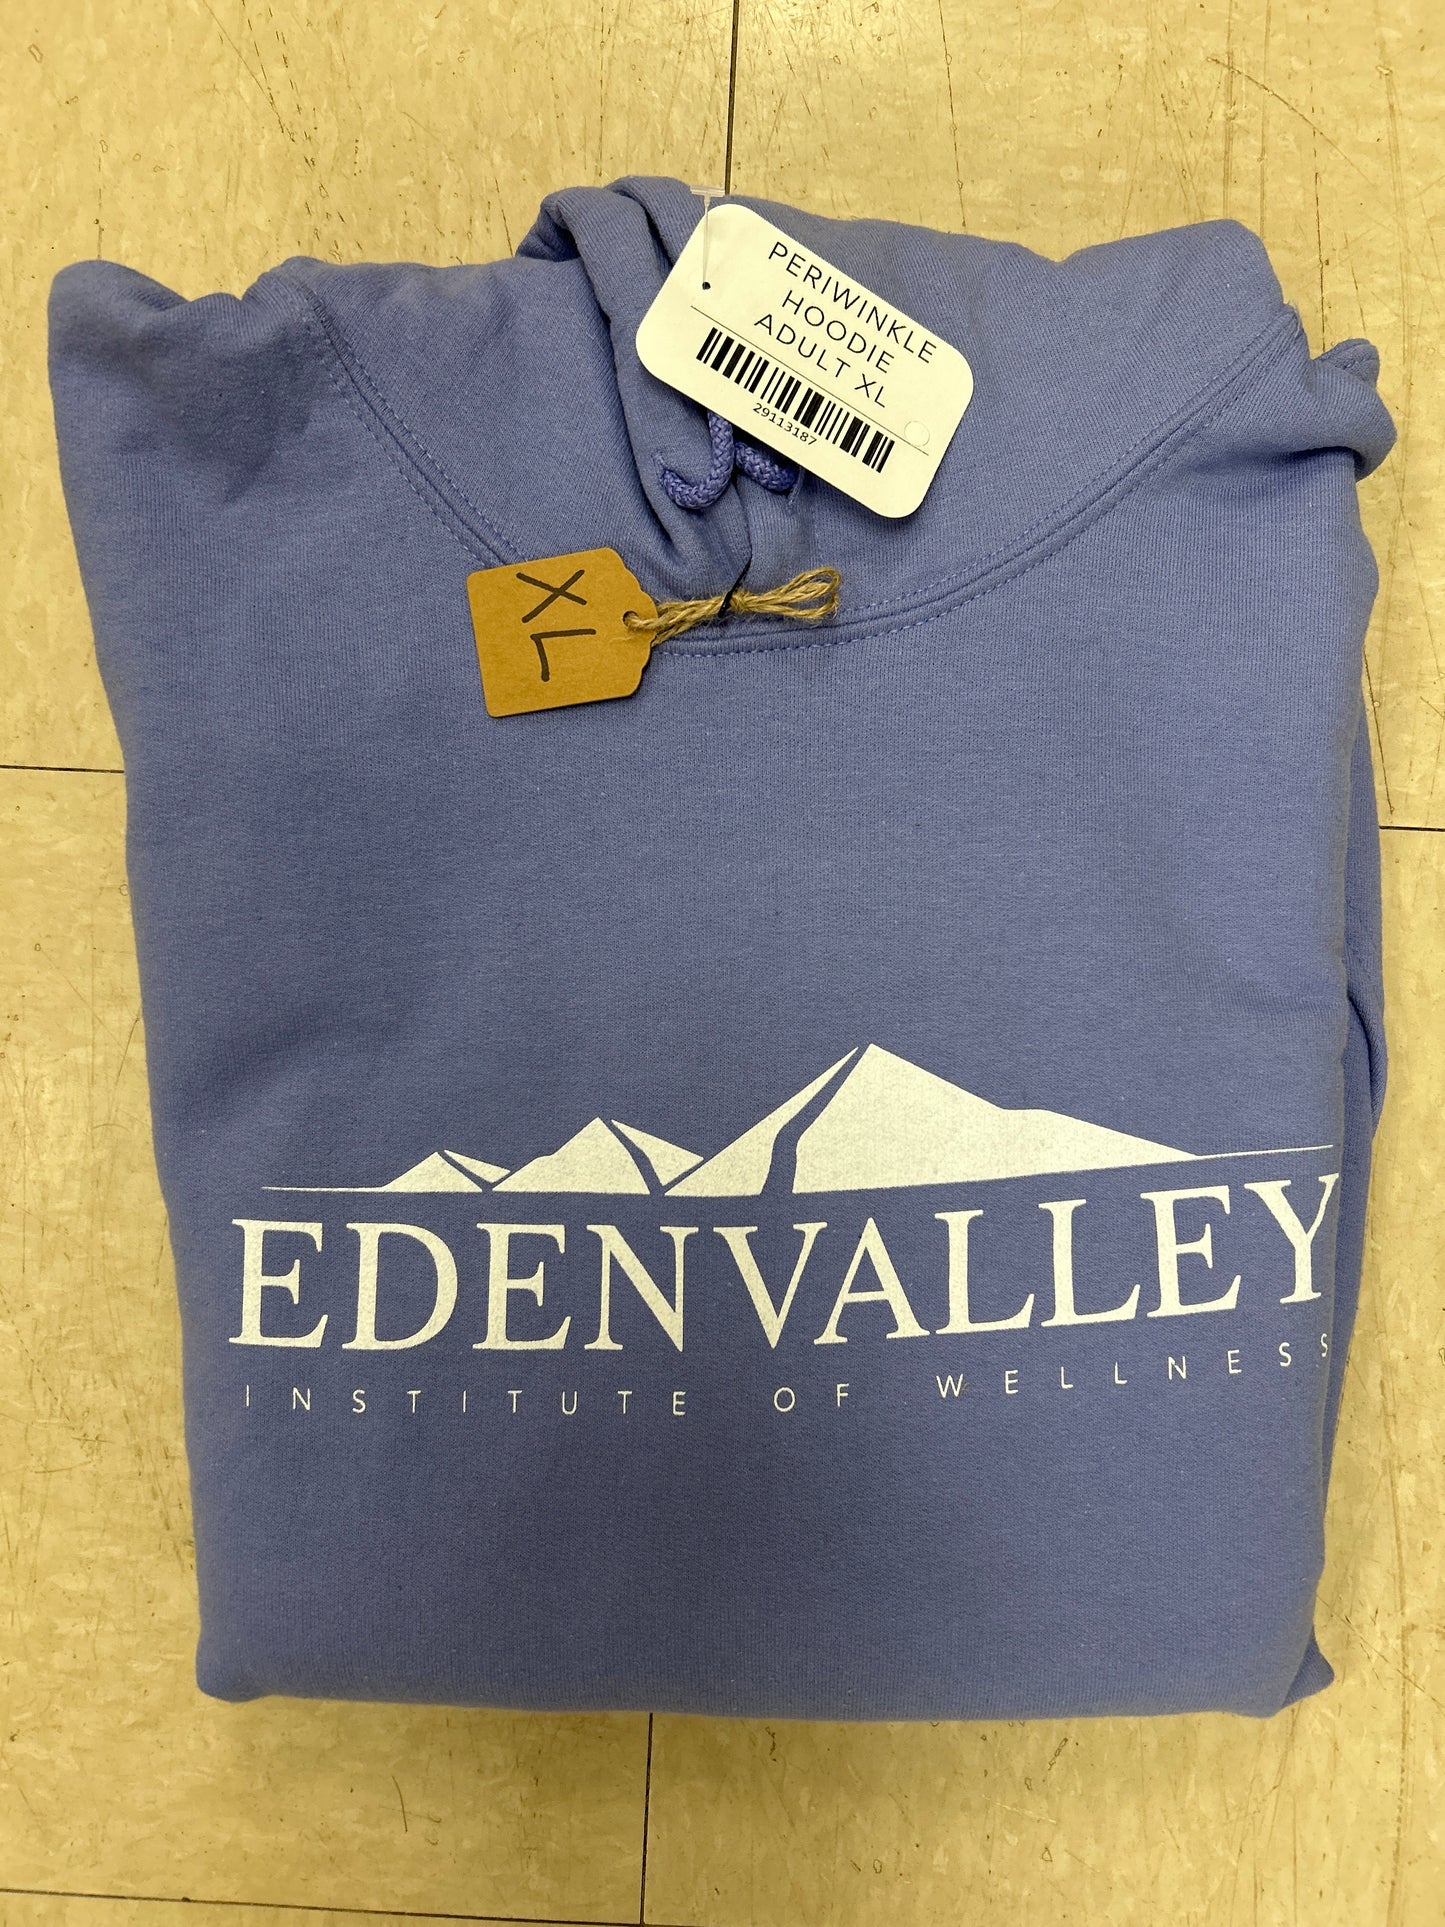 PERIWINKLE
HOODIE
ADULT XL
29113187
XL
EDENVALLEY
INSTITUTE OF WELLNESS